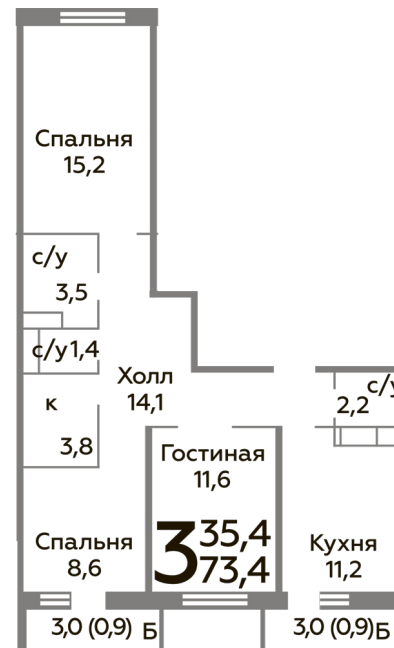 Спальня
15,2
с/у
3,5
с/у 1,4
Холл
14,1
к
3,8
с/у
2,2
Гостиная
11,6
3
35,4
73,4
Спальня
8,6
Кухня
11,2
3,0 (0,9) Б
3,0 (0,9) Б